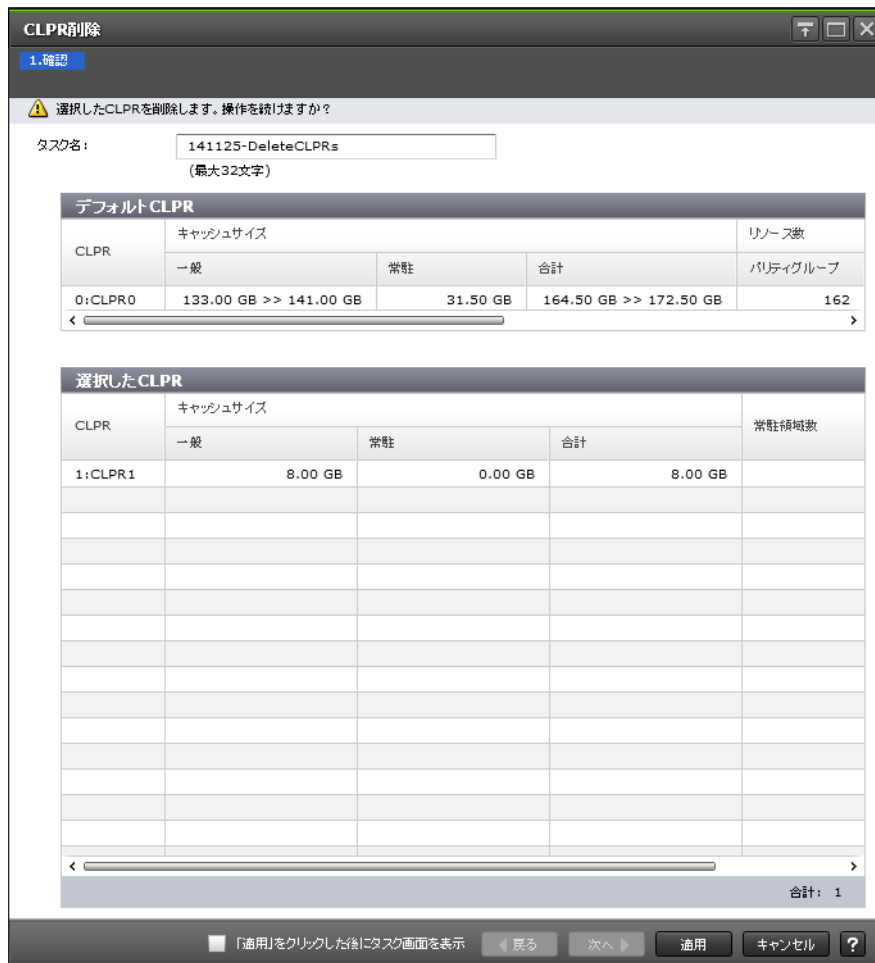 CLPR削除
1.確認
選択したCLPRを削除します。操作を続けますか？
タスク名： 141125-DeleteCLPRs
(最大32文字)
デフォルトCLPR
CLPR キャッシュサイズ リソース数
一般 常駐 合計 パリティグループ
0:CLPR0 133.00 GB >> 141.00 GB 31.50 GB 164.50 GB >> 172.50 GB 162
選択したCLPR
CLPR キャッシュサイズ 常駐領域数
一般 常駐 合計
1:CLPR1 8.00 GB 0.00 GB 8.00 GB
合計： 1
「適用」をクリックした後にタスク画面を表示 戻る 次へ 適用 キャンセル ?